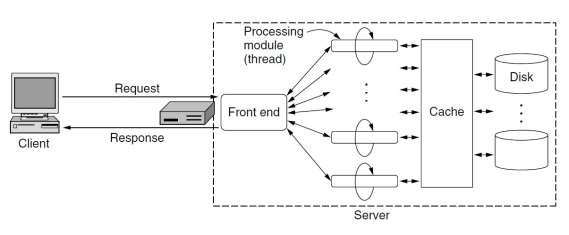 Processing
module
(thread)
Request
Front end
Cache
Disk
Response
Client
Server